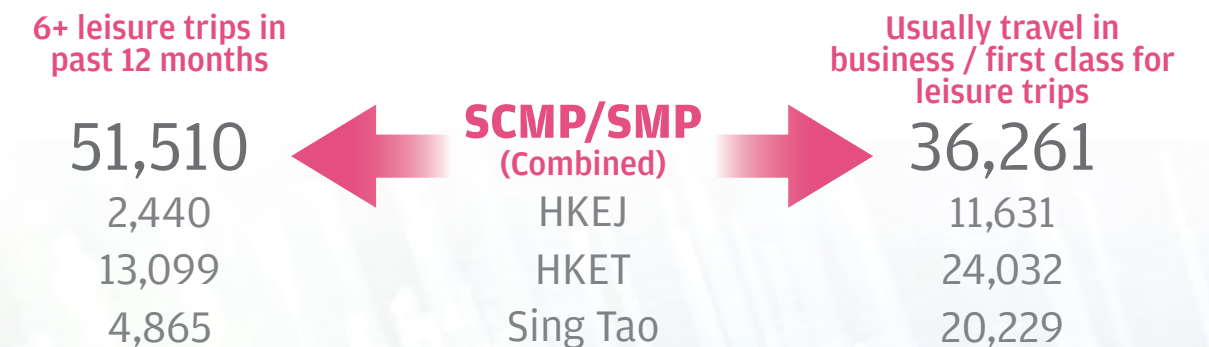 6+ leisure trips in
past 12 months
Usually travel in
business / first class for
leisure trips
51,510
SCMP/SMP
(Combined)
36,261
2,440
HKEJ
11,631
13,099
HKET
24,032
4,865
Sing Tao
20,229